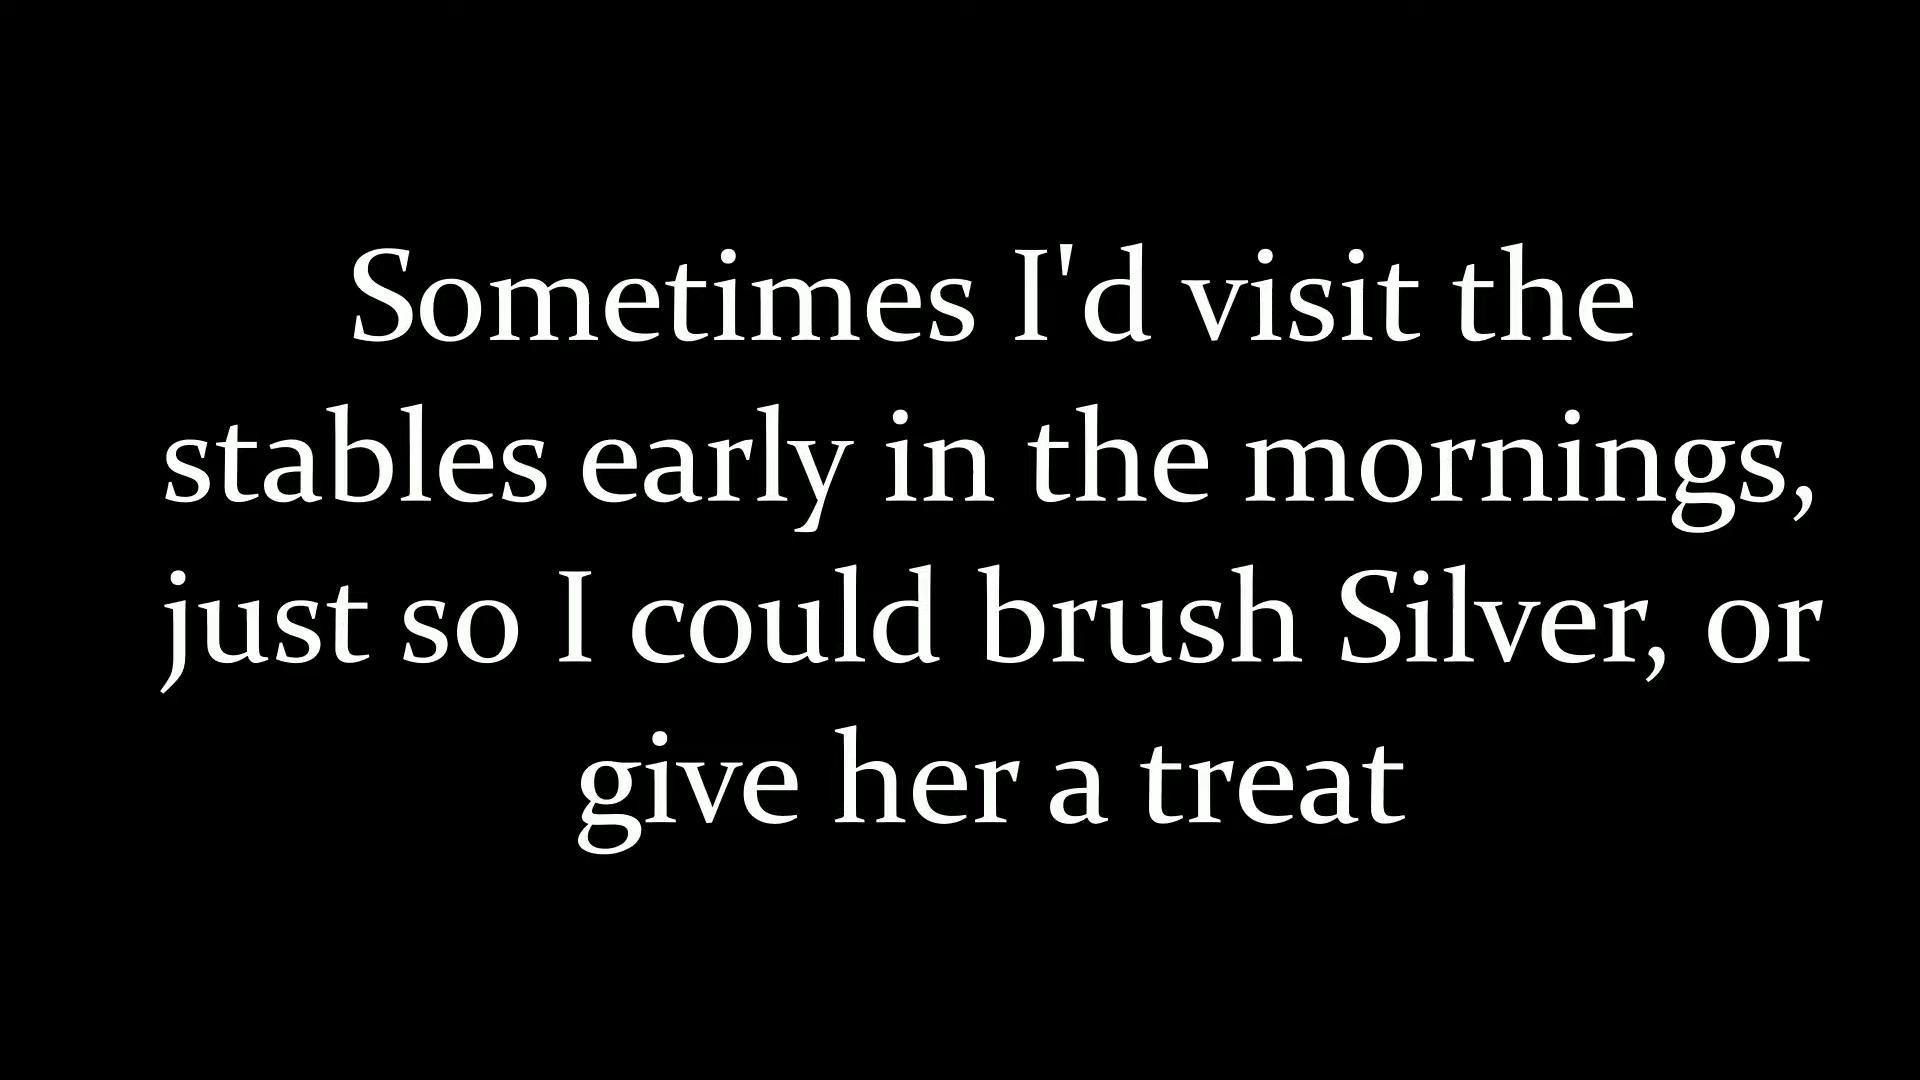 Sometimes I'd visit the
stables early in the mornings,
just so I could brush Silver, or
give her a treat